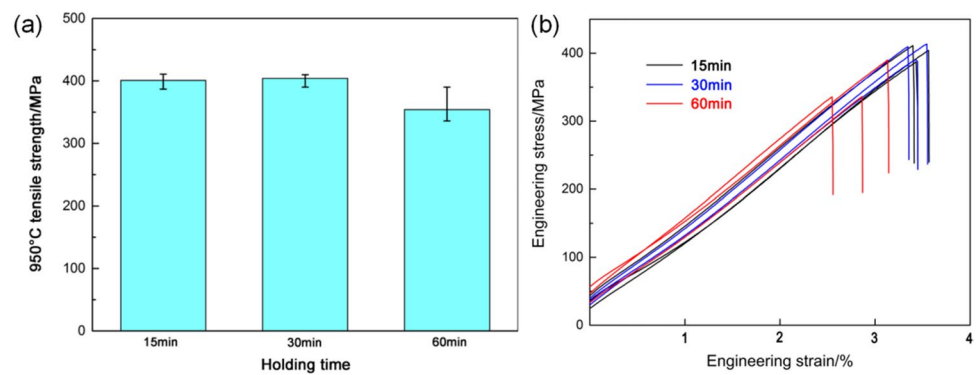 (a)
500
400
300
200
100
0
950°C tensile strength/MPa
15min
30min
60min
Holding time
(b)
400
300
200
100
0
Engineering stress/MPa
15min
30min
60min
1
2
3
4
Engineering strain/%